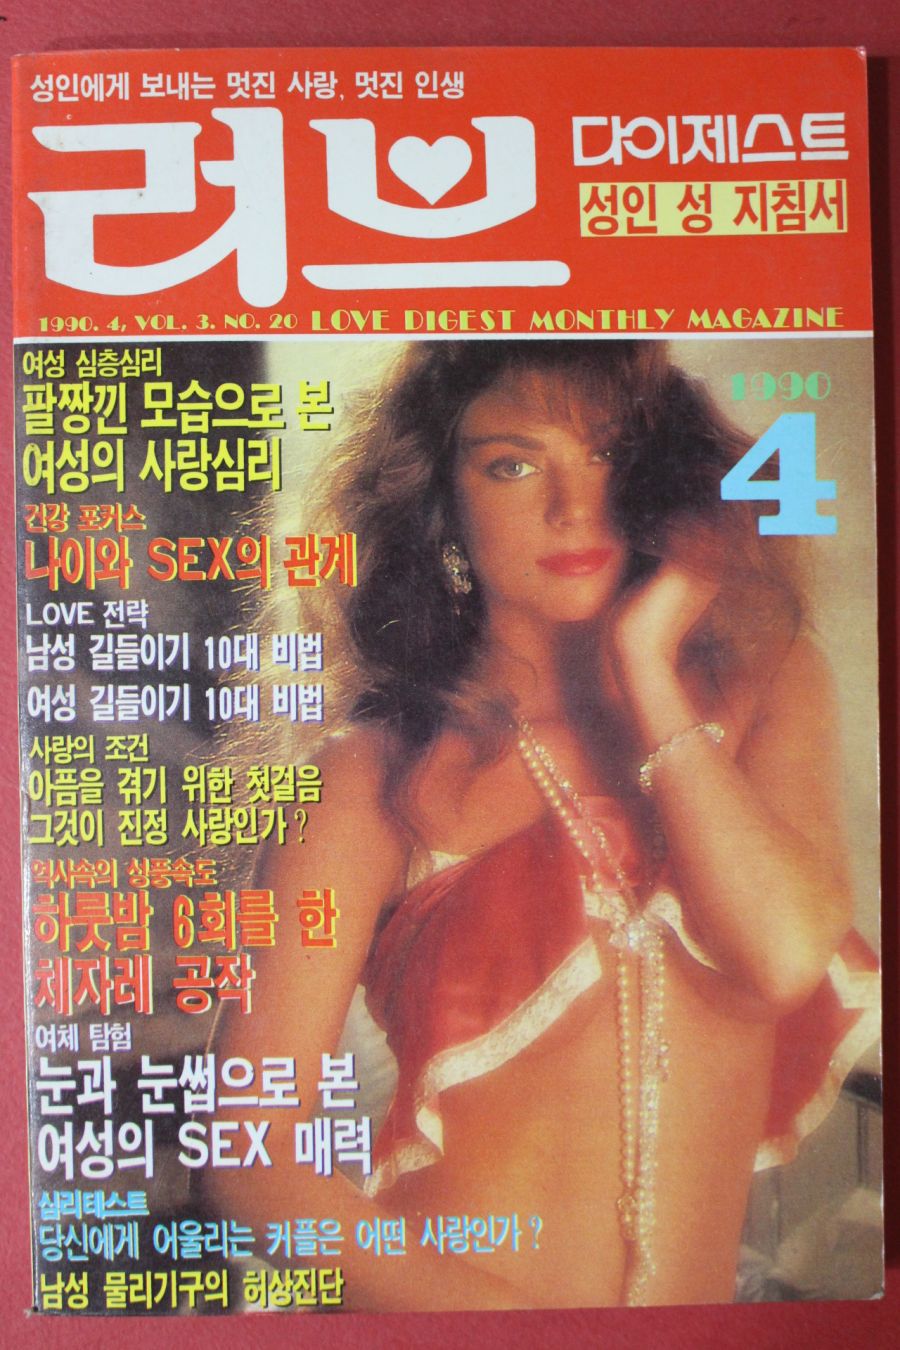 성인에게 보내는 멋진 사랑, 멋진 인생
러브 다이제스트
성인 성 지침서
1990. 4, VOL. 3. NO. 20 LOVE DIGEST MONTHLY MAGAZINE
1990
4
여성 심층심리
팔짱낀 모습으로 본
여성의 사랑심리
건강 포커스
나이와 SEX의 관계
LOVE 전략
남성 길들이기 10대 비법
여성 길들이기 10대 비법
사랑의 조건
아픔을 겪기 위한 첫걸음
그것이 진정 사랑인가?
역사속의 성풍속도
하룻밤 6회를 한
체자레 공작
여체 탐험
눈과 눈썹으로 본
여성의 SEX 매력
심리테스트
당신에게 어울리는 커플은 어떤 사랑인가?
남성 물리기구의 허상진단